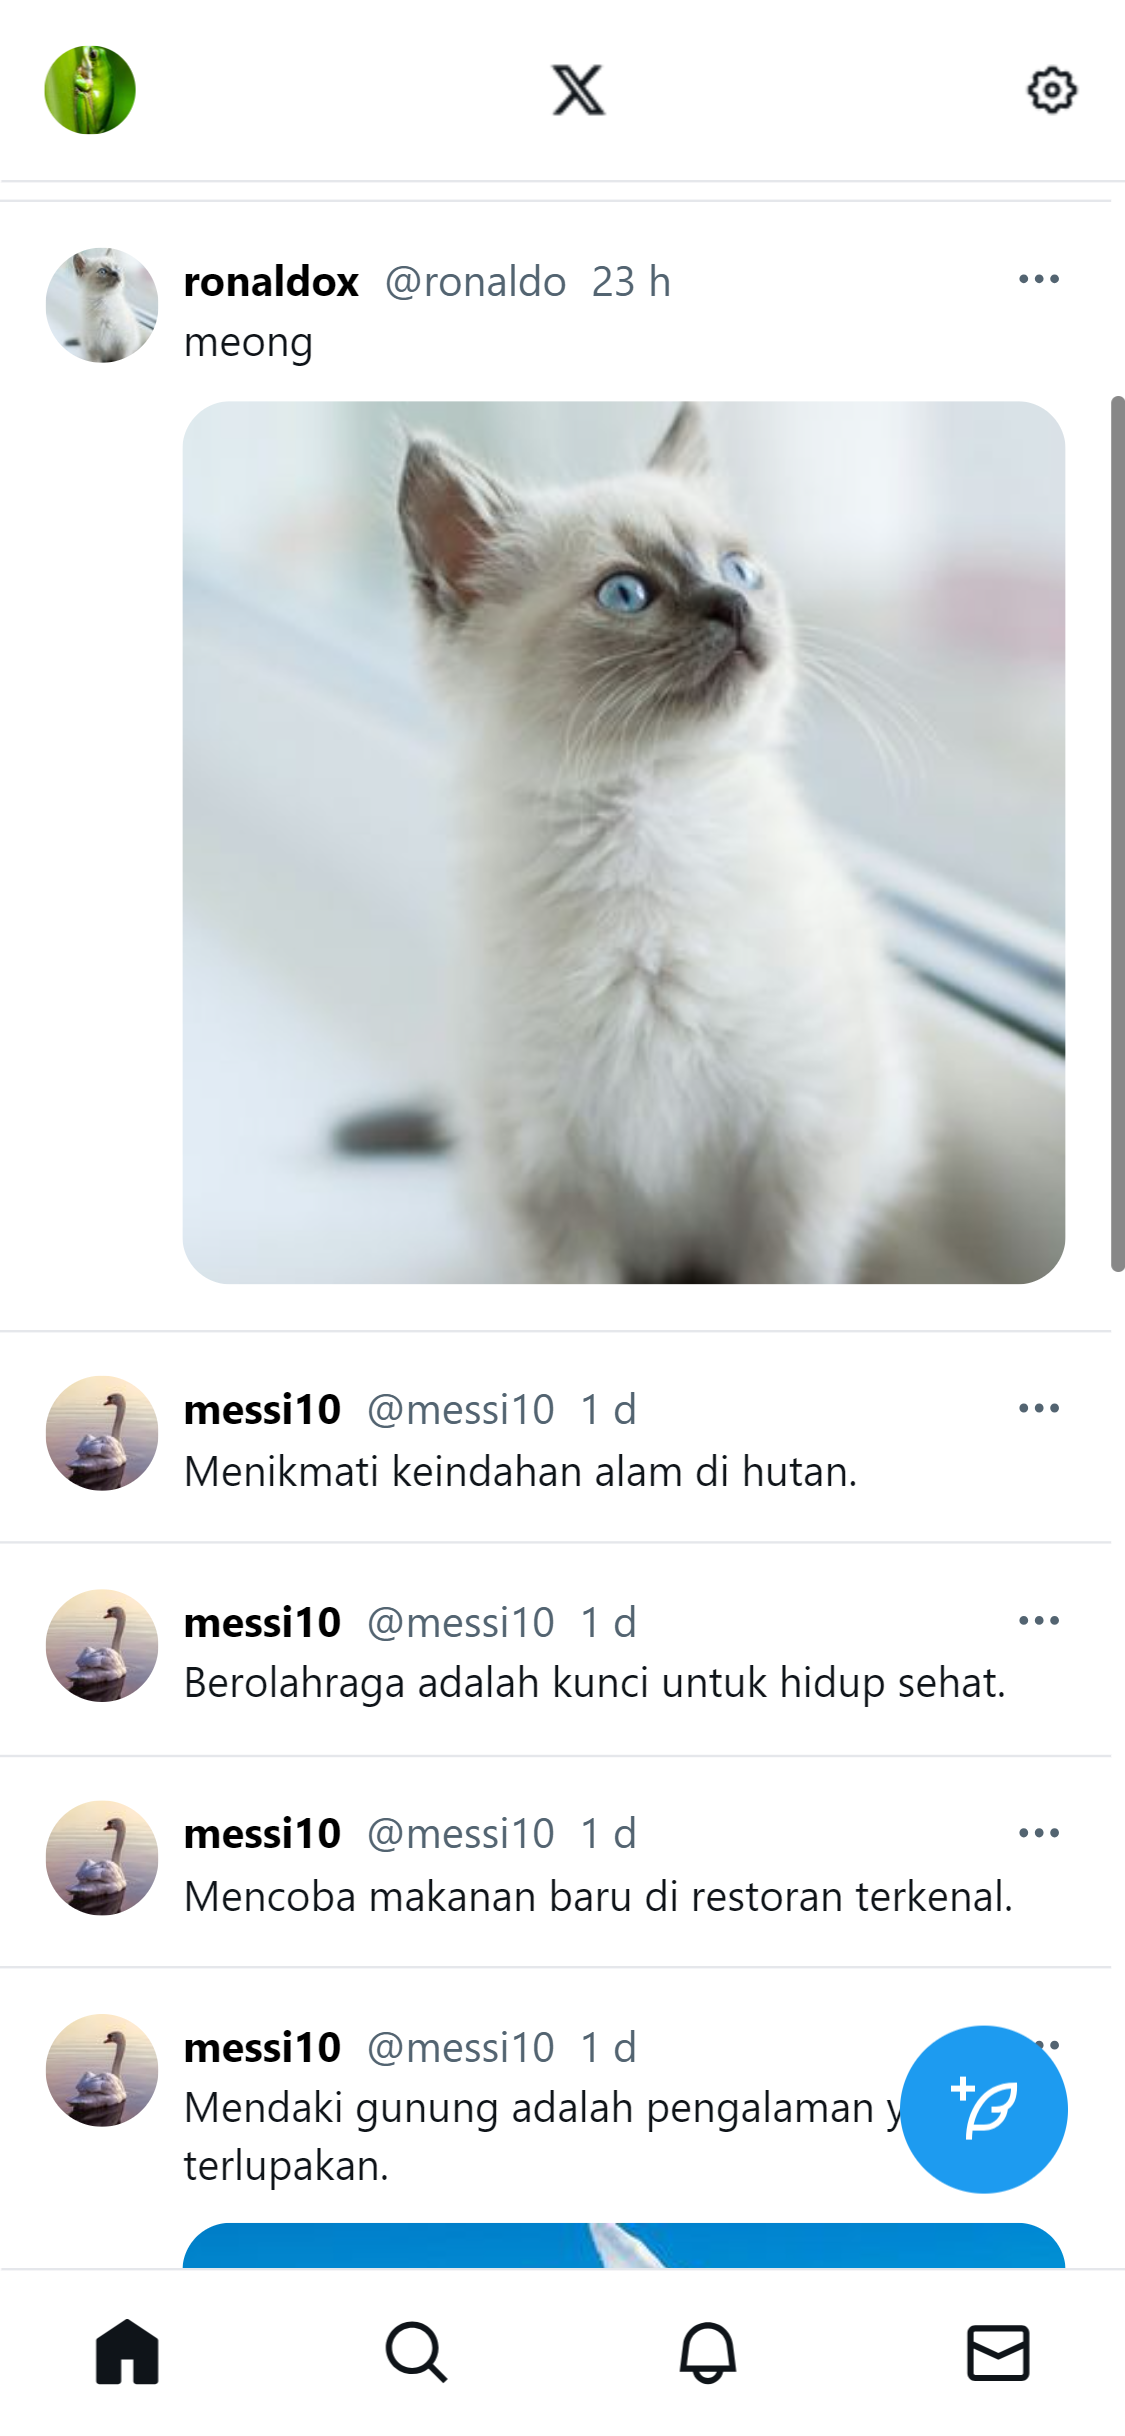 ronaldox @ronaldo 23 h
meong
messi10 @messi10 1 d
Menikmati keindahan alam di hutan.
messi10 @messi10 1 d
Berolahraga adalah kunci untuk hidup sehat.
messi10 @messi10 1 d
Mencoba makanan baru di restoran terkenal.
messi10 @messi10 1 d
Mendaki gunung adalah pengalaman
terlupakan.